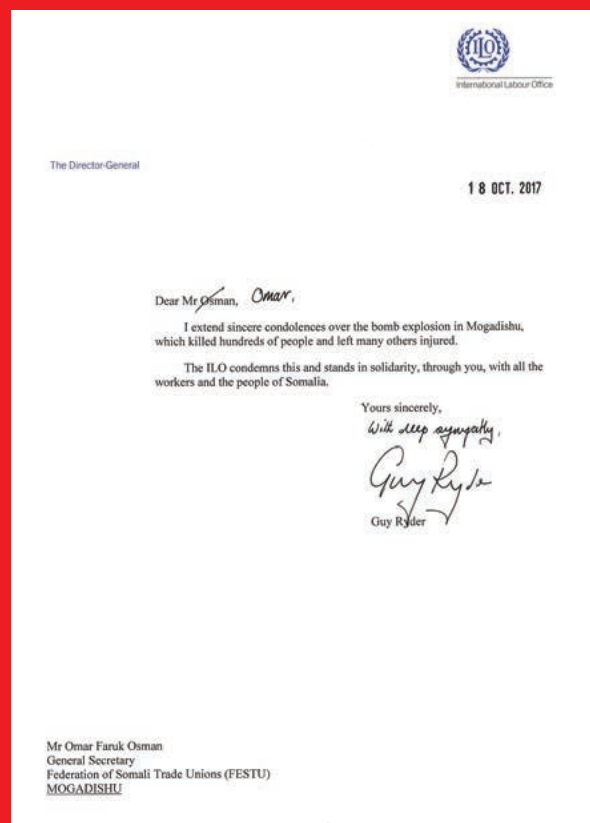 ILO
International Labour Office
The Director-General
1 8 OCT. 2017
Dear Mr Osman, Omar,
I extend sincere condolences over the bomb explosion in Mogadishu,
which killed hundreds of people and left many others injured.
The ILO condemns this and stands in solidarity, through you, with all the
workers and the people of Somalia.
Yours sincerely,
With deep sympathy,
Guy Ryder
Guy Ryder
Mr Omar Faruk Osman
General Secretary
Federation of Somali Trade Unions (FESTU)
MOGADISHU